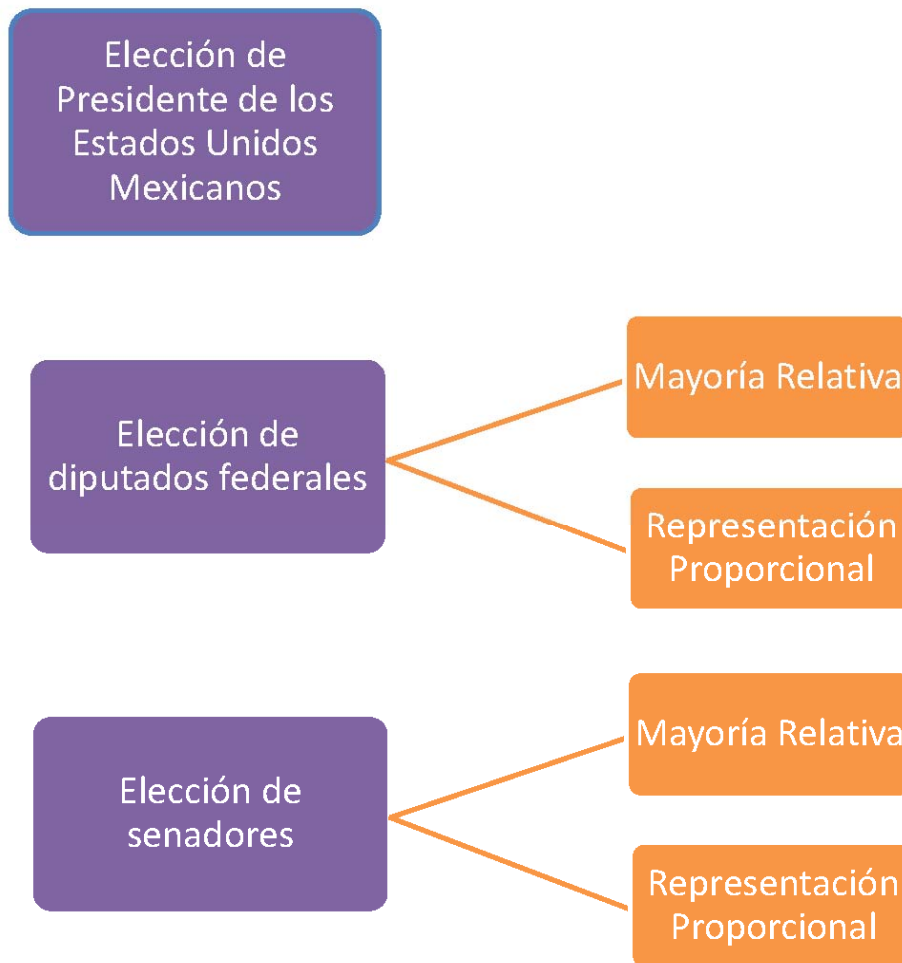 Elección de
Presidente de los
Estados Unidos
Mexicanos
Elección de
diputados federales
Mayoría Relativa
Representación
Proporcional
Elección de
senadores
Mayoría Relativa
Representación
Proporcional